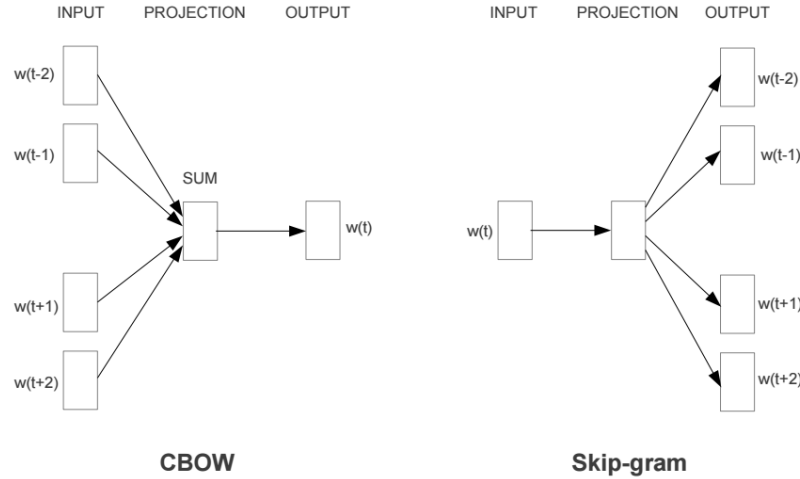 INPUT PROJECTION OUTPUT
w(t-2)
w(t-1)
SUM
w(t)
w(t+1)
w(t+2)
CBOW
INPUT PROJECTION OUTPUT
w(t-2)
w(t-1)
w(t)
w(t+1)
w(t+2)
Skip-gram